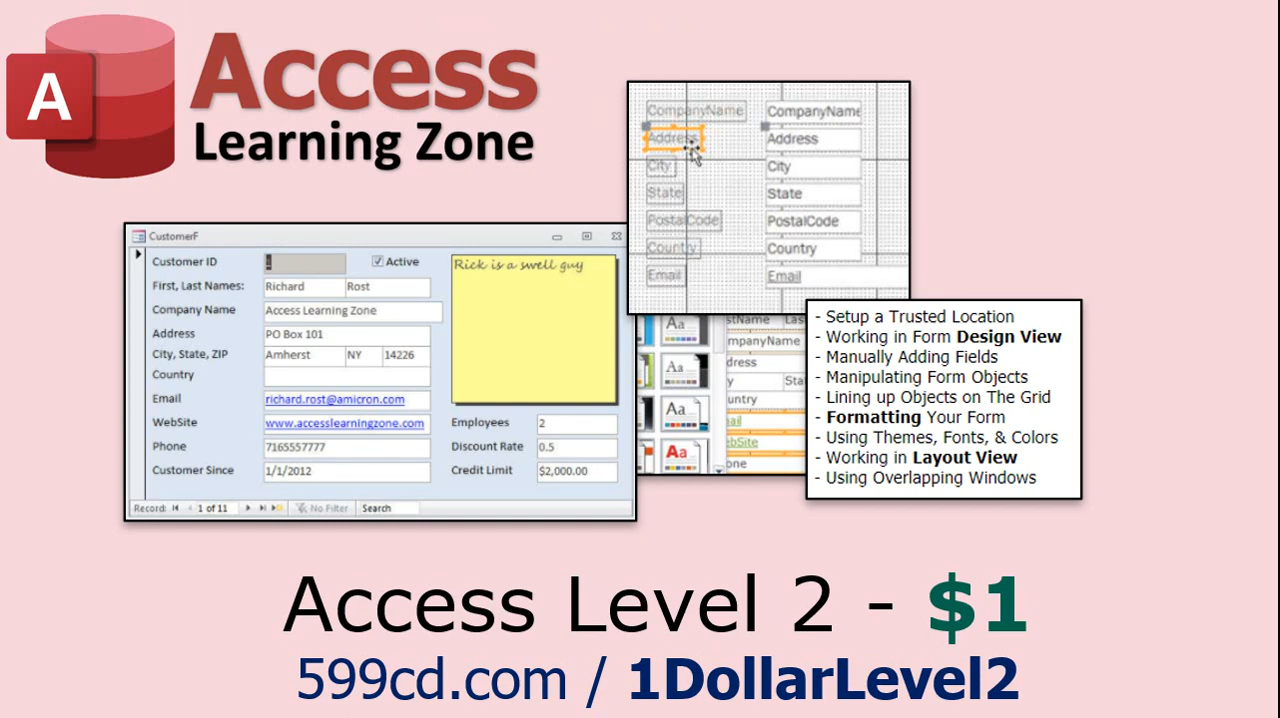 A
Access
Learning Zone
CompanyName CompanyName
Address Address
City City
State State
PostalCode PostalCode
Country Country
Email Email
CustomerF
Customer ID Active
First, Last Names: Richard Rost
Company Name Access Learning Zone
Address PO Box 101
City, State, ZIP Amherst NY 14226
Country
Email richard.rost@amicron.com
WebSite www.accesslearningzone.com
Phone 7165557777
Customer Since 1/1/2012
Rick is a swell guy
Employees 2
Discount Rate 0.5
Credit Limit $2,000.00
Record: 1 of 11 No Filter Search
Aa
Aa
Aa
Aa
- Setup a Trusted Location
- Working in Form Design View
- Manually Adding Fields
- Manipulating Form Objects
- Lining up Objects on The Grid
- Formatting Your Form
- Using Themes, Fonts, & Colors
- Working in Layout View
- Using Overlapping Windows
Access Level 2 - $1
599cd.com / 1DollarLevel2